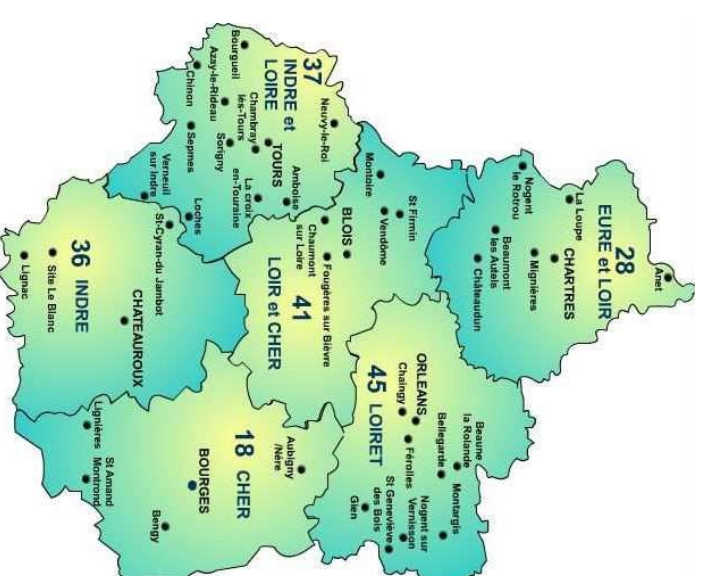 28
EURE et LOIR
Anet
La Loupe
CHARTRES
Nogent
le Rotrou
Mignières
Beaumont
les Autels
Châteaudun
Montoire
St Firmin
Vendôme
BLOIS
Chaumont
sur Loire
Fougères sur Bièvre
41
LOIR et CHER
37
INDRE et
LOIRE
Neuvy-le-Roi
Bourgueil
Azay-le-Rideau
Chinon
Chambray
lès-Tours
TOURS
Sorigny
Sepmes
Amboise
La croix
en-Touraine
Loches
Verneuil
sur Indre
45 LOIRET
ORLEANS
Chaingy
Beaune
la Rolande
Bellegarde
Férolles
Montargis
Nogent sur
Vernisson
St Geneviève
des Bois
Gien
36 INDRE
St-Cyran-du Jambot
CHATEAUROUX
Site Le Blanc
Lignac
18 CHER
Aubigny
/Nére
BOURGES
Bengy
Lignières
St Amand
Montrond